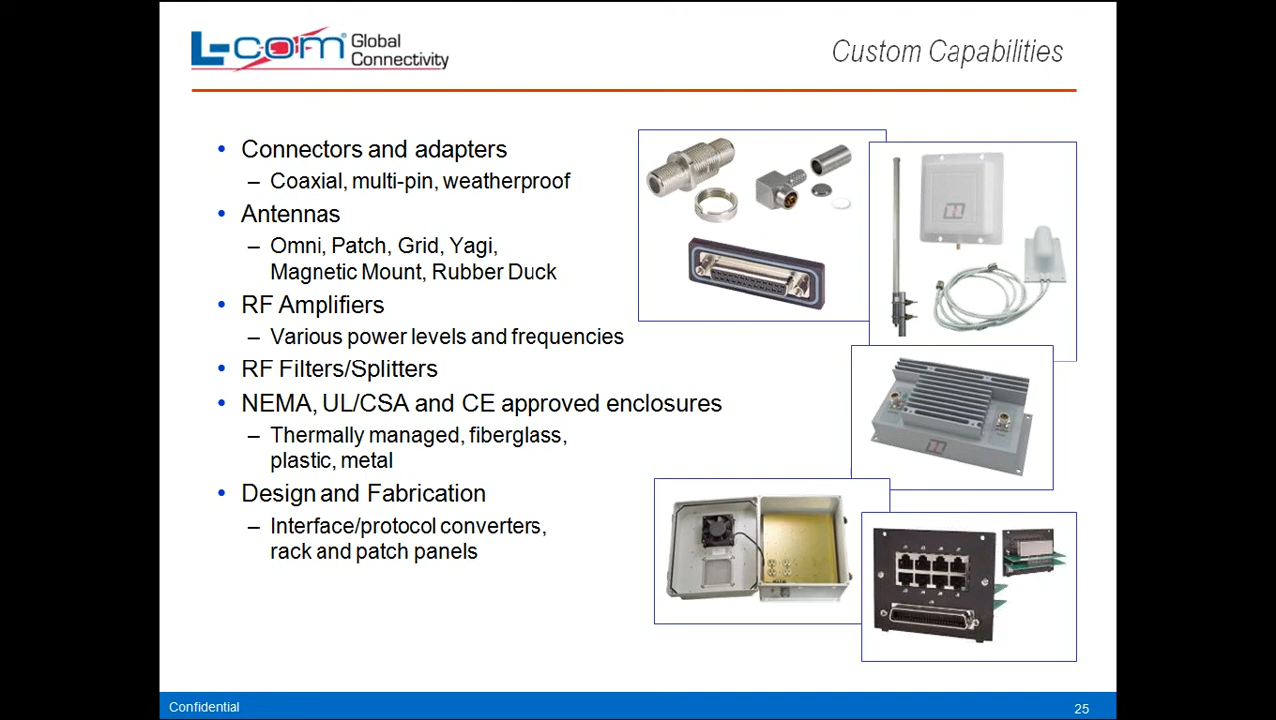 L-com® Global
Connectivity
Custom Capabilities
• Connectors and adapters
– Coaxial, multi-pin, weatherproof
• Antennas
– Omni, Patch, Grid, Yagi,
Magnetic Mount, Rubber Duck
• RF Amplifiers
– Various power levels and frequencies
• RF Filters/Splitters
• NEMA, UL/CSA and CE approved enclosures
– Thermally managed, fiberglass,
plastic, metal
• Design and Fabrication
– Interface/protocol converters,
rack and patch panels
Confidential
25